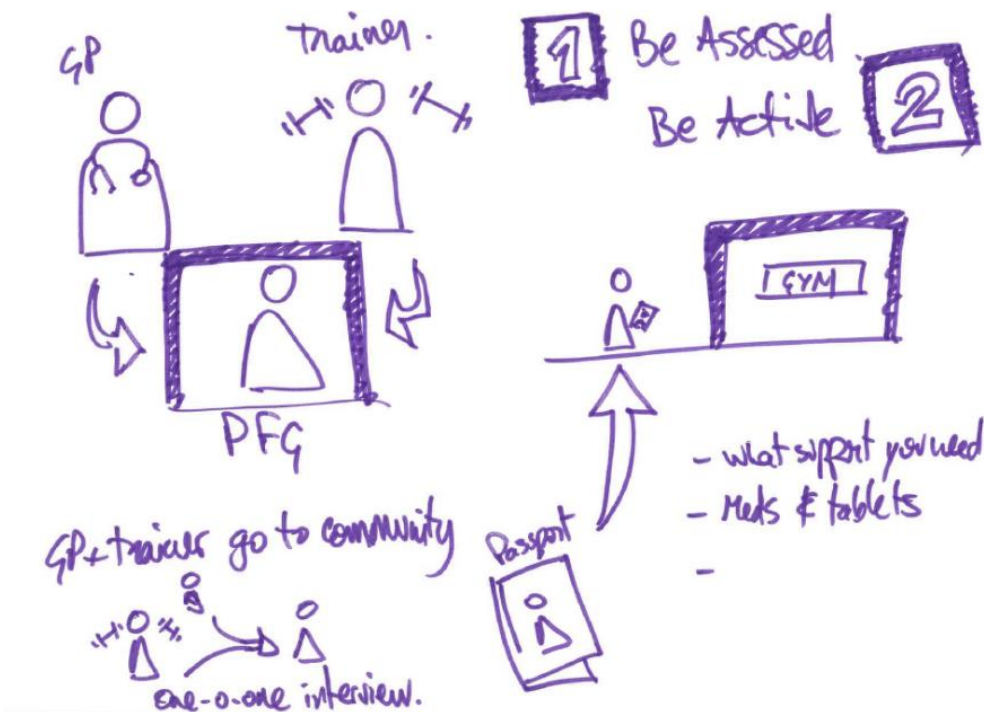 GP
trainer.
1 Be Assessed
Be Active 2
GYM
PFG
- what support you need
- Meds & tablets
-
GP + trainer go to community
Passport
one-o-one interview.